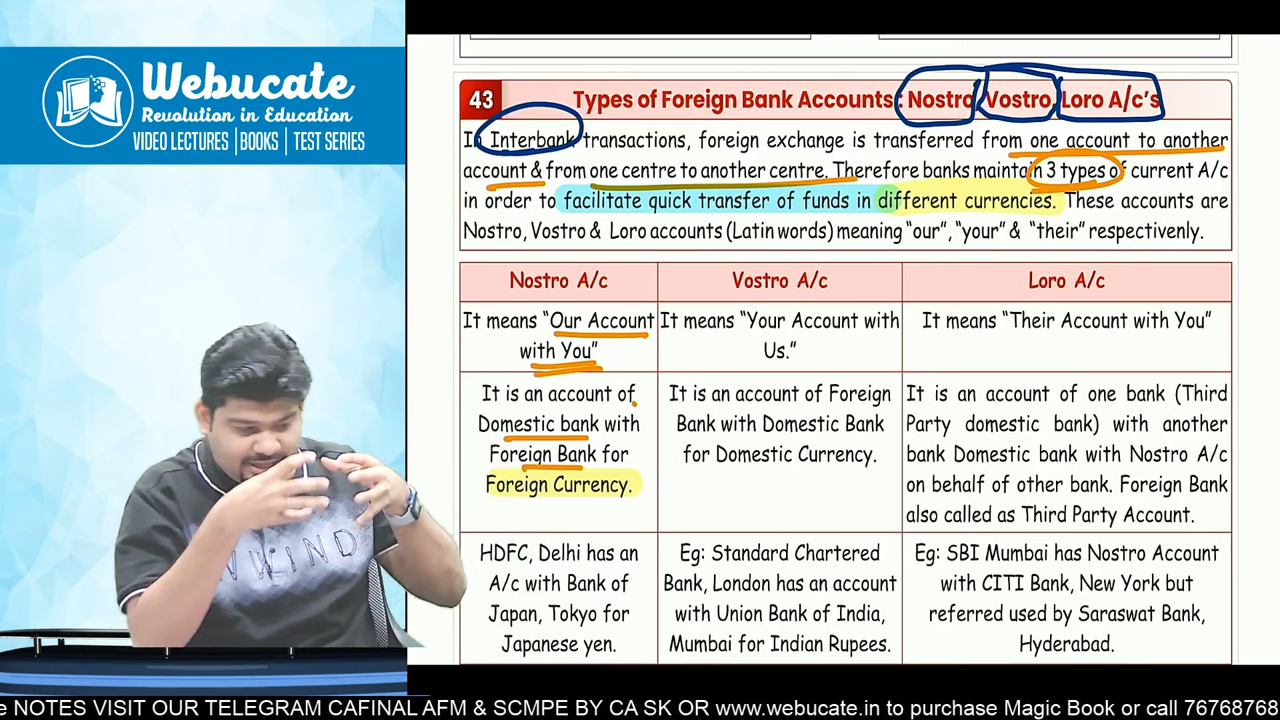 Webucate
Revolution in Education
VIDEO LECTURES | BOOKS | TEST SERIES
43 Types of Foreign Bank Accounts: Nostro, Vostro, Loro A/c's
In Interbank transactions, foreign exchange is transferred from one account to another
account & from one centre to another centre. Therefore banks maintain 3 types of current A/c
in order to facilitate quick transfer of funds in different currencies. These accounts are
Nostro, Vostro & Loro accounts (Latin words) meaning "our", "your" & "their" respectivenly.
Nostro A/c
It means "Our Account
with You"
It is an account of
Domestic bank with
Foreign Bank for
Foreign Currency.
HDFC, Delhi has an
A/c with Bank of
Japan, Tokyo for
Japanese yen.
Vostro A/c
It means "Your Account with
Us."
It is an account of Foreign
Bank with Domestic Bank
for Domestic Currency.
Eg: Standard Chartered
Bank, London has an account
with Union Bank of India,
Mumbai for Indian Rupees.
Loro A/c
It means "Their Account with You"
It is an account of one bank (Third
Party domestic bank) with another
bank Domestic bank with Nostro A/c
on behalf of other bank. Foreign Bank
also called as Third Party Account.
Eg: SBI Mumbai has Nostro Account
with CITI Bank, New York but
referred used by Saraswat Bank,
Hyderabad.
UNWIND
e NOTES VISIT OUR TELEGRAM CAFINAL AFM & SCMPE BY CA SK OR www.webucate.in to purchase Magic Book or call 76768768